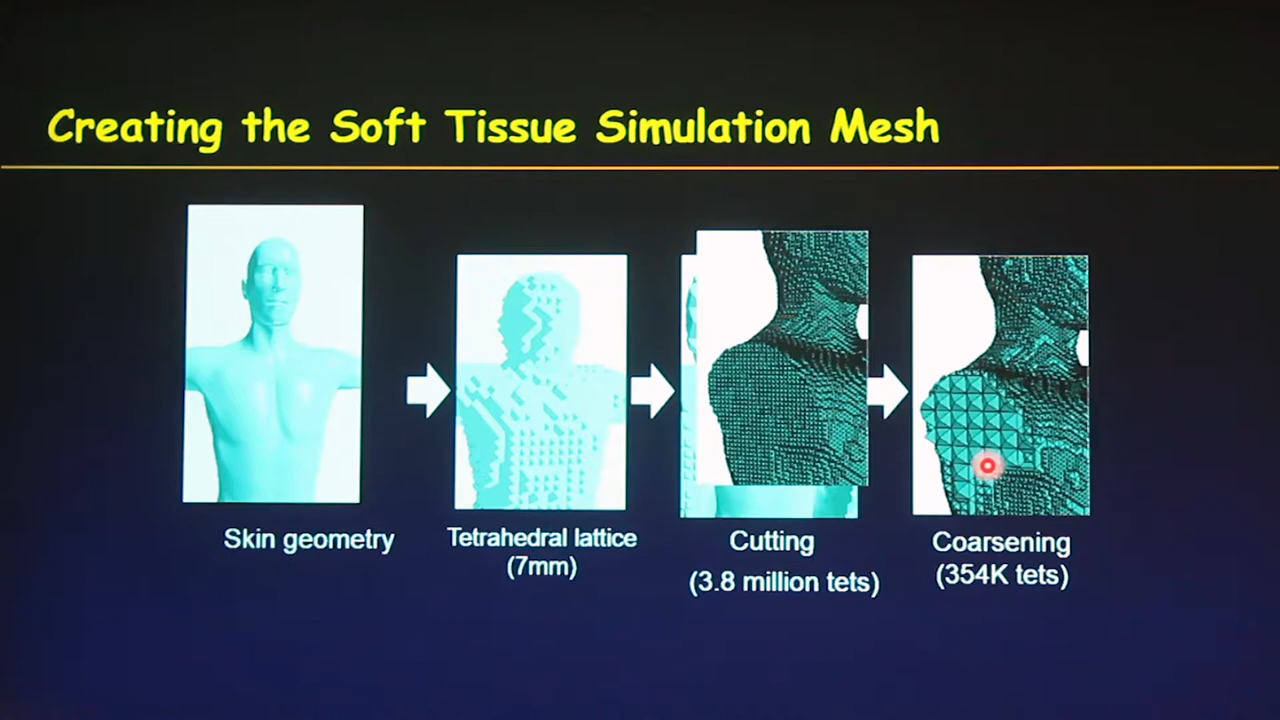 Creating the Soft Tissue Simulation Mesh
Skin geometry
Tetrahedral lattice
(7mm)
Cutting
(3.8 million tets)
Coarsening
(354K tets)